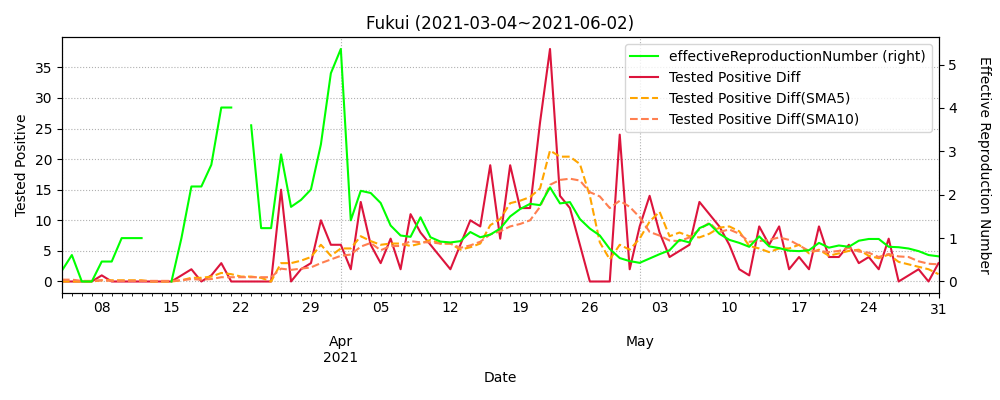 Fukui (2021-03-04~2021-06-02)
effectiveReproductionNumber (right)
Tested Positive Diff
Tested Positive Diff(SMA5)
Tested Positive Diff(SMA10)
Tested Positive
35
30
25
20
15
10
5
0
Effective Reproduction Number
5
4
3
2
1
0
08 15 22 29 05 12 19 26 03 10 17 24 31
Apr May
2021
Date